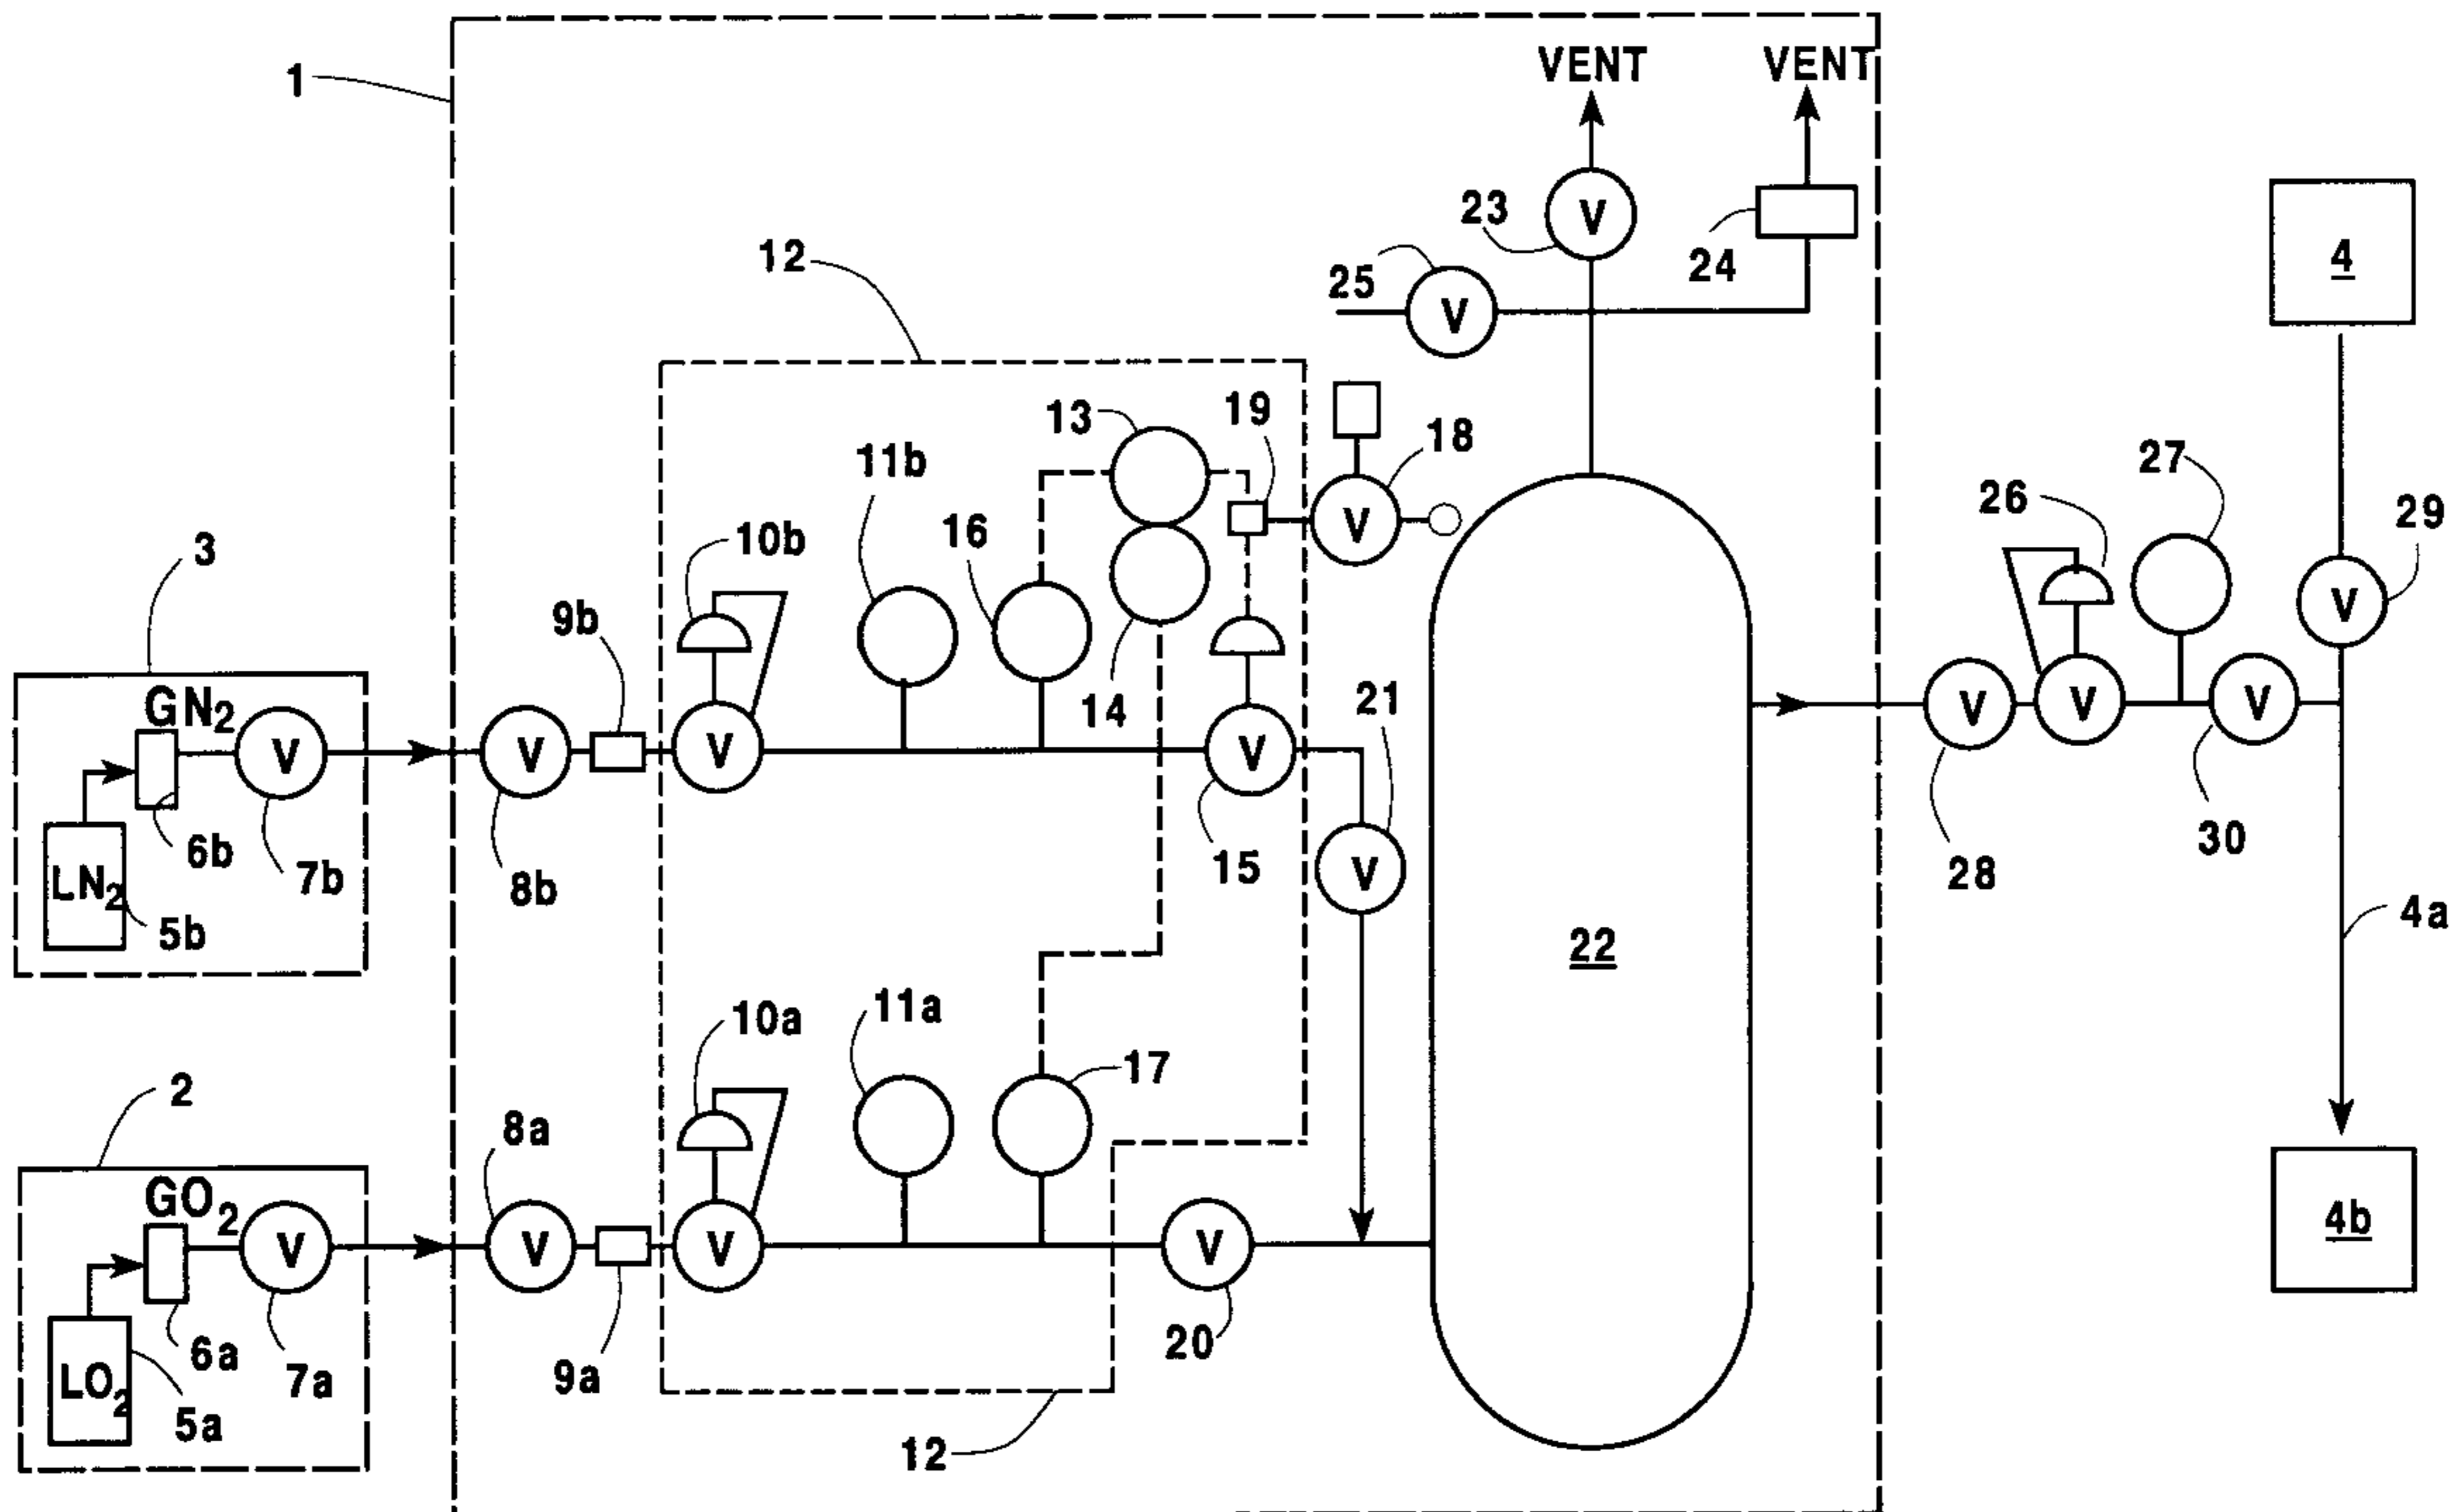 VENT VENT
1
23 V 24 4
12 25 V
13 19 18 27
11b 26 29
3 10b 16 V V
9b
GN2 14 21 V V V
V V V V 30
6b 15 28
LN2 7b 8b V
5b 4a
22
10a 11a
2 17
8a
GO2 4b
V V V V
6a 20
LO2 7a 9a
5a
12